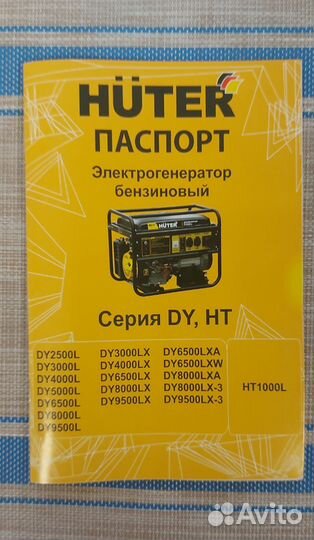 HÜTER
ПАСПОРТ
Электрогенератор
бензиновый
HÜTER
Серия DY, HT
DY2500L
DY3000L
DY4000L
DY5000L
DY6500L
DY8000L
DY9500L
DY3000LX
DY4000LX
DY6500LX
DY8000LX
DY9500LX
DY6500LXA
DY6500LXW
DY8000LXA
DY8000LX-3
DY9500LX-3
HT1000L
Avito